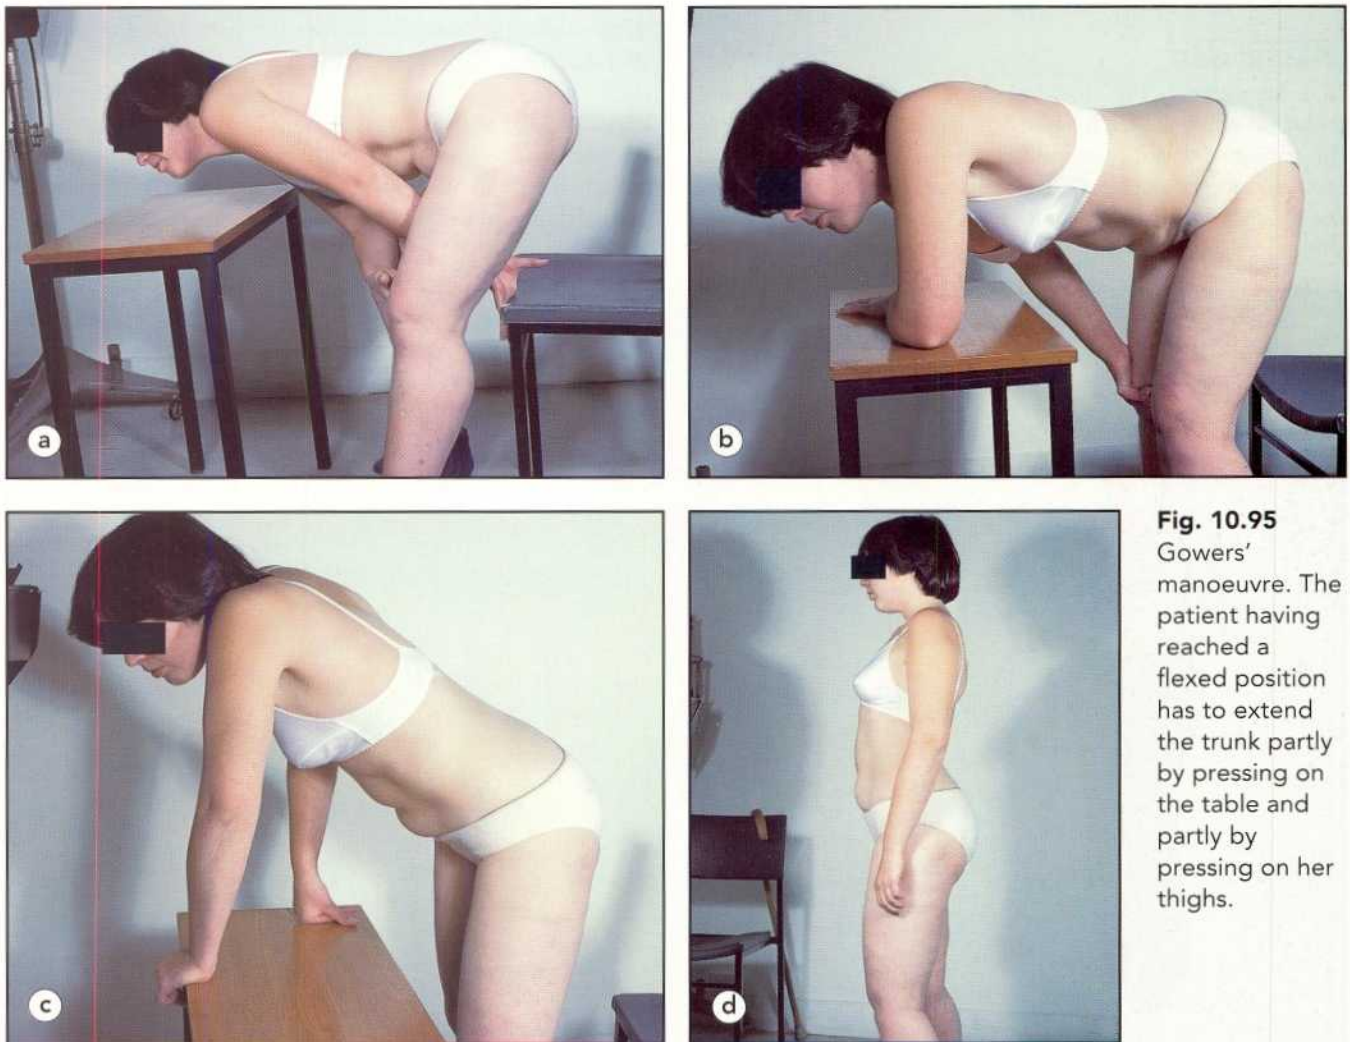 a
b
c
d
Fig. 10.95
Gowers'
manoeuvre. The
patient having
reached a
flexed position
has to extend
the trunk partly
by pressing on
the table and
partly by
pressing on her
thighs.